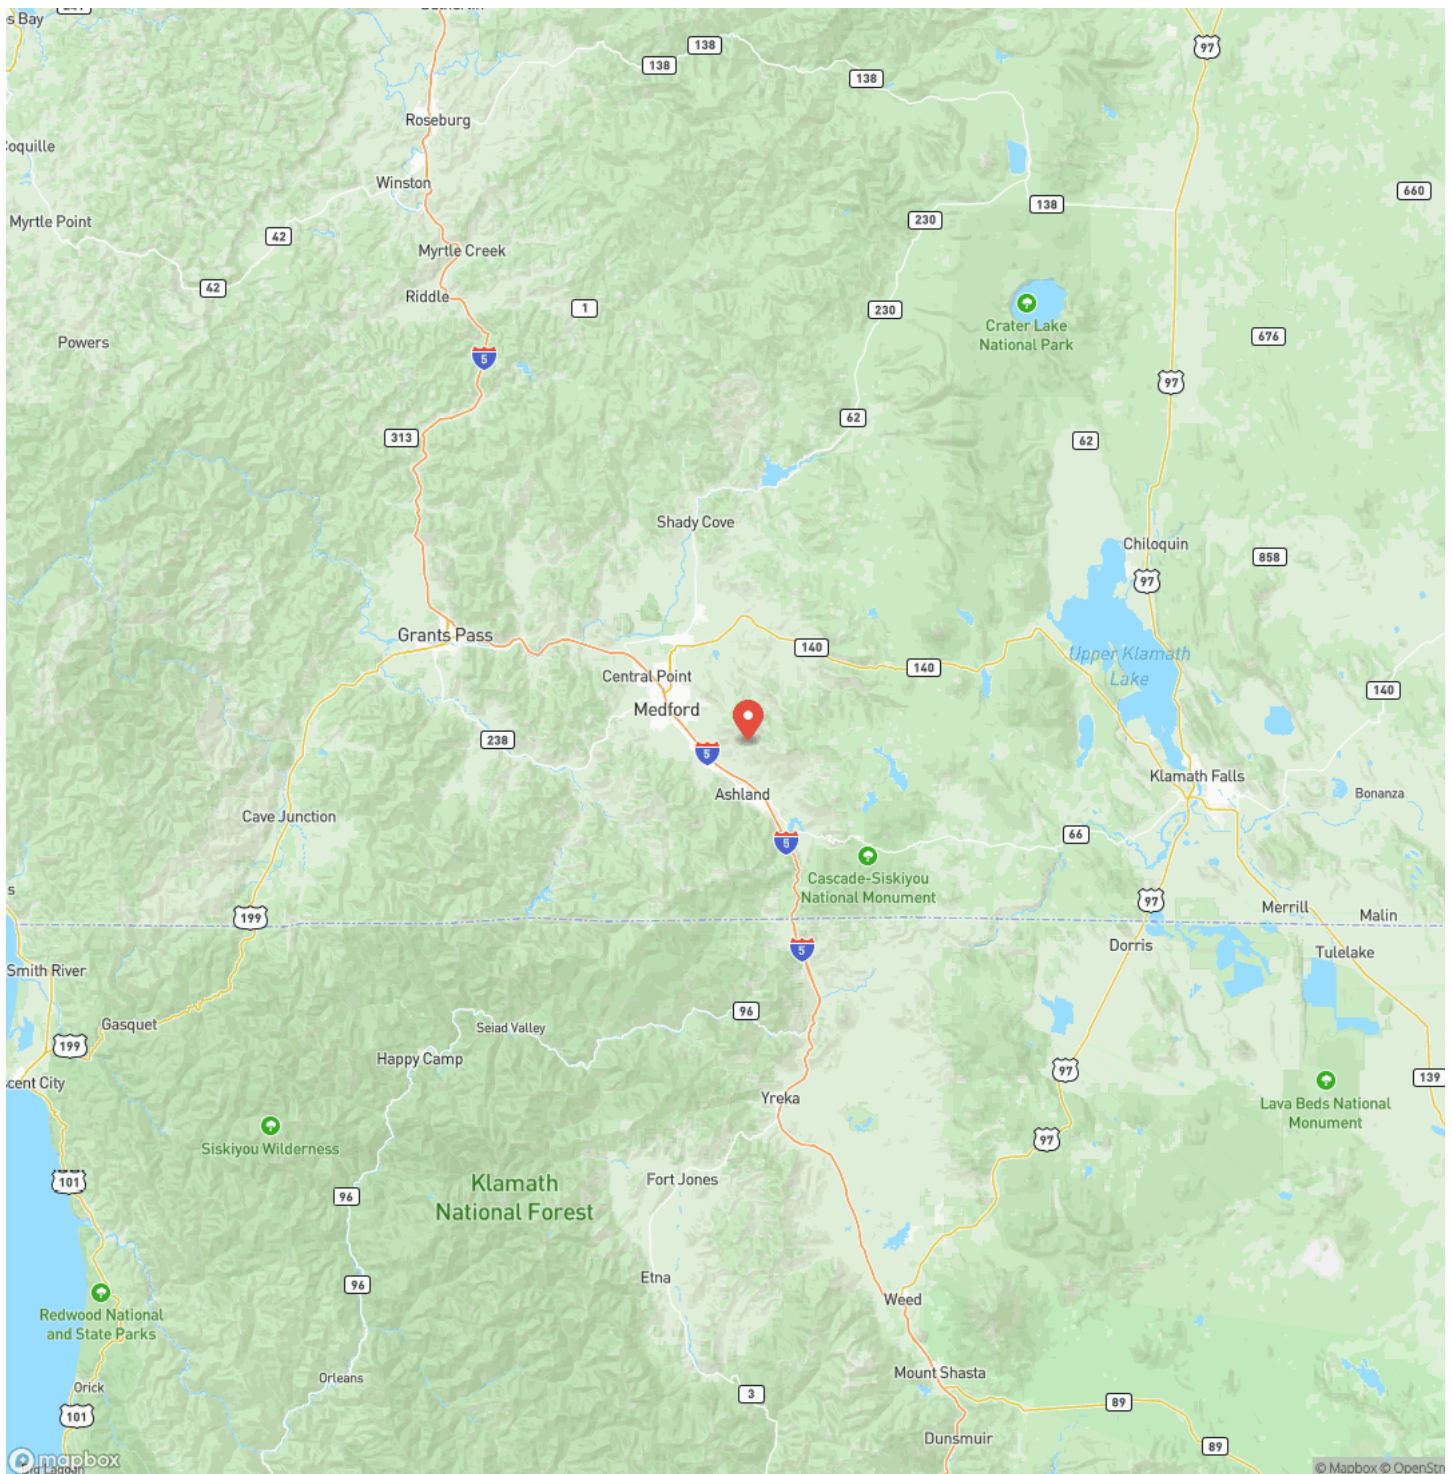 241
s Bay
138
138
138
97
Roseburg
Coquille
Winston
660
Myrtle Point
138
230
42
Myrtle Creek
42
Riddle
1
230
Crater Lake
National Park
Powers
5
676
97
313
62
62
Shady Cove
Chiloquin
858
97
Grants Pass
140
Upper Klamath
Lake
140
Central Point
140
Medford
238
5
Klamath Falls
Ashland
Bonanza
Cave Junction
66
5
Cascade-Siskiyou
National Monument
s
199
97
Merrill
Malin
Dorris
Tulelake
5
Smith River
96
Gasquet
Seiad Valley
199
Happy Camp
97
139
scent City
Yreka
Lava Beds National
Monument
Siskiyou Wilderness
97
101
Fort Jones
Klamath
National Forest
96
Etna
96
Weed
Redwood National
and State Parks
Mount Shasta
Orleans
Orick
3
89
101
Dunsmuir
89
mapbox
© Mapbox © OpenStr